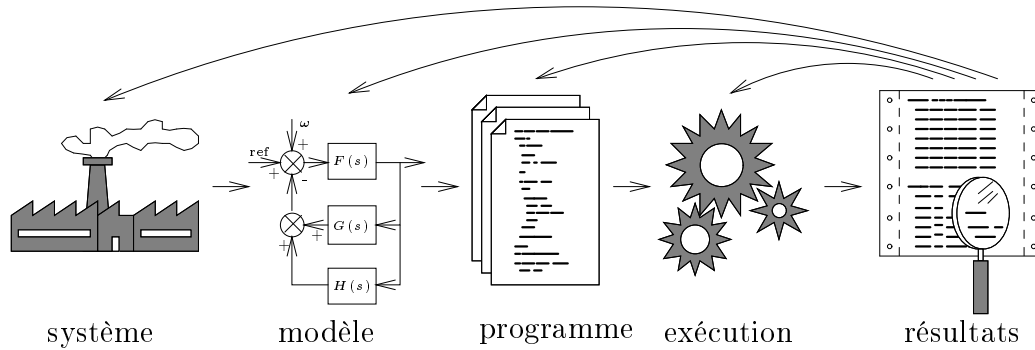 ω
+
ref
F(s)
+
-
G(s)
+
+
H(s)
système modèle programme exécution résultats